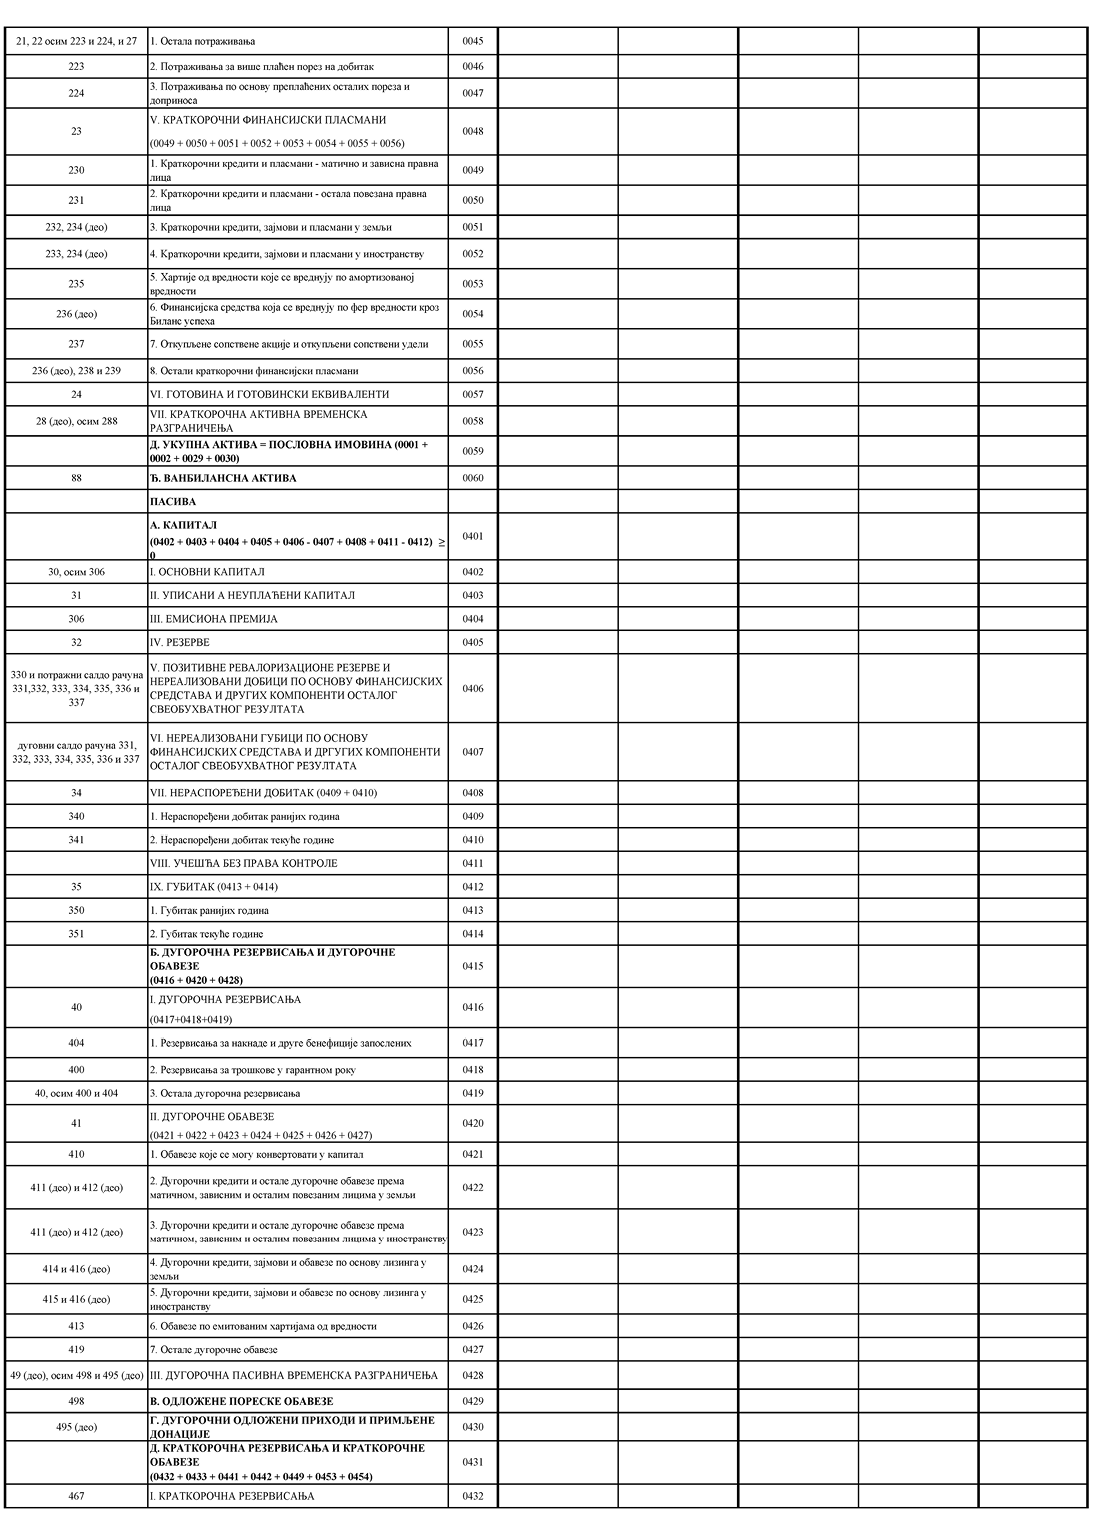 21, 22 осим 223 и 224, и 27 1. Остала потраживања 0045
223 2. Потраживања за више плаћен порез на добитак 0046
224 3. Потраживања по основу преплаћених осталих пореза и
доприноса 0047
23 V. КРАТКОРОЧНИ ФИНАНСИЈСКИ ПЛАСМАНИ
(0049 + 0050 + 0051 + 0052 + 0053 + 0054 + 0055 + 0056) 0048
230 1. Краткорочни кредити и пласмани - матично и зависна правна
лица 0049
231 2. Краткорочни кредити и пласмани - остала повезана правна
лица 0050
232, 234 (део) 3. Краткорочни кредити, зајмови и пласмани у земљи 0051
233, 234 (део) 4. Краткорочни кредити, зајмови и пласмани у иностранству 0052
235 5. Хартије од вредности које се вреднују по амортизованој
вредности 0053
236 (део) 6. Финансијска средства која се вреднују по фер вредности кроз
Биланс успеха 0054
237 7. Откупљене сопствене акције и откупљени сопствени удели 0055
236 (део), 238 и 239 8. Остали краткорочни финансијски пласмани 0056
24 VI. ГОТОВИНА И ГОТОВИНСКИ ЕКВИВАЛЕНТИ 0057
28 (део), осим 288 VII. КРАТКОРОЧНА АКТИВНА ВРЕМЕНСКА
РАЗГРАНИЧЕЊА 0058
Д. УКУПНА АКТИВА = ПОСЛОВНА ИМОВИНА (0001 +
0002 + 0029 + 0030) 0059
88 Ђ. ВАНБИЛАНСНА АКТИВА 0060
ПАСИВА
А. КАПИТАЛ
(0402 + 0403 + 0404 + 0405 + 0406 - 0407 + 0408 + 0411 - 0412) ≥
0 0401
30, осим 306 I. ОСНОВНИ КАПИТАЛ 0402
31 II. УПИСАНИ А НЕУПЛАЋЕНИ КАПИТАЛ 0403
306 III. ЕМИСИОНА ПРЕМИЈА 0404
32 IV. РЕЗЕРВЕ 0405
330 и потражни салдо рачуна
331,332, 333, 334, 335, 336 и
337 V. ПОЗИТИВНЕ РЕВАЛОРИЗАЦИОНЕ РЕЗЕРВЕ И
НЕРЕАЛИЗОВАНИ ДОБИЦИ ПО ОСНОВУ ФИНАНСИЈСКИХ
СРЕДСТАВА И ДРУГИХ КОМПОНЕНТИ ОСТАЛОГ
СВЕОБУХВАТНОГ РЕЗУЛТАТА 0406
дуговни салдо рачуна 331,
332, 333, 334, 335, 336 и 337 VI. НЕРЕАЛИЗОВАНИ ГУБИЦИ ПО ОСНОВУ
ФИНАНСИЈСКИХ СРЕДСТАВА И ДРГУГИХ КОМПОНЕНТИ
ОСТАЛОГ СВЕОБУХВАТНОГ РЕЗУЛТАТА 0407
34 VII. НЕРАСПОРЕЂЕНИ ДОБИТАК (0409 + 0410) 0408
340 1. Нераспоређени добитак ранијих година 0409
341 2. Нераспоређени добитак текуће године 0410
VIII. УЧЕШЋА БЕЗ ПРАВА КОНТРОЛЕ 0411
35 IX. ГУБИТАК (0413 + 0414) 0412
350 1. Губитак ранијих година 0413
351 2. Губитак текуће године 0414
Б. ДУГОРОЧНА РЕЗЕРВИСАЊА И ДУГОРОЧНЕ
ОБАВЕЗЕ
(0416 + 0420 + 0428) 0415
40 I. ДУГОРОЧНА РЕЗЕРВИСАЊА
(0417+0418+0419) 0416
404 1. Резервисања за накнаде и друге бенефиције запослених 0417
400 2. Резервисања за трошкове у гарантном року 0418
40, осим 400 и 404 3. Остала дугорочна резервисања 0419
41 II. ДУГОРОЧНЕ ОБАВЕЗЕ
(0421 + 0422 + 0423 + 0424 + 0425 + 0426 + 0427) 0420
410 1. Обавезе које се могу конвертовати у капитал 0421
411 (део) и 412 (део) 2. Дугорочни кредити и остале дугорочне обавезе према
матичном, зависним и осталим повезаним лицима у земљи 0422
411 (део) и 412 (део) 3. Дугорочни кредити и остале дугорочне обавезе према
матичном, зависним и осталим повезаним лицима у иностранству 0423
414 и 416 (део) 4. Дугорочни кредити, зајмови и обавезе по основу лизинга у
земљи 0424
415 и 416 (део) 5. Дугорочни кредити, зајмови и обавезе по основу лизинга у
иностранству 0425
413 6. Обавезе по емитованим хартијама од вредности 0426
419 7. Остале дугорочне обавезе 0427
49 (део), осим 498 и 495 (део) III. ДУГОРОЧНА ПАСИВНА ВРЕМЕНСКА РАЗГРАНИЧЕЊА 0428
498 В. ОДЛОЖЕНЕ ПОРЕСКЕ ОБАВЕЗЕ 0429
495 (део) Г. ДУГОРОЧНИ ОДЛОЖЕНИ ПРИХОДИ И ПРИМЉЕНЕ
ДОНАЦИЈЕ 0430
Д. КРАТКОРОЧНА РЕЗЕРВИСАЊА И КРАТКОРОЧНЕ
ОБАВЕЗЕ
(0432 + 0433 + 0441 + 0442 + 0449 + 0453 + 0454) 0431
467 I. КРАТКОРОЧНА РЕЗЕРВИСАЊА 0432